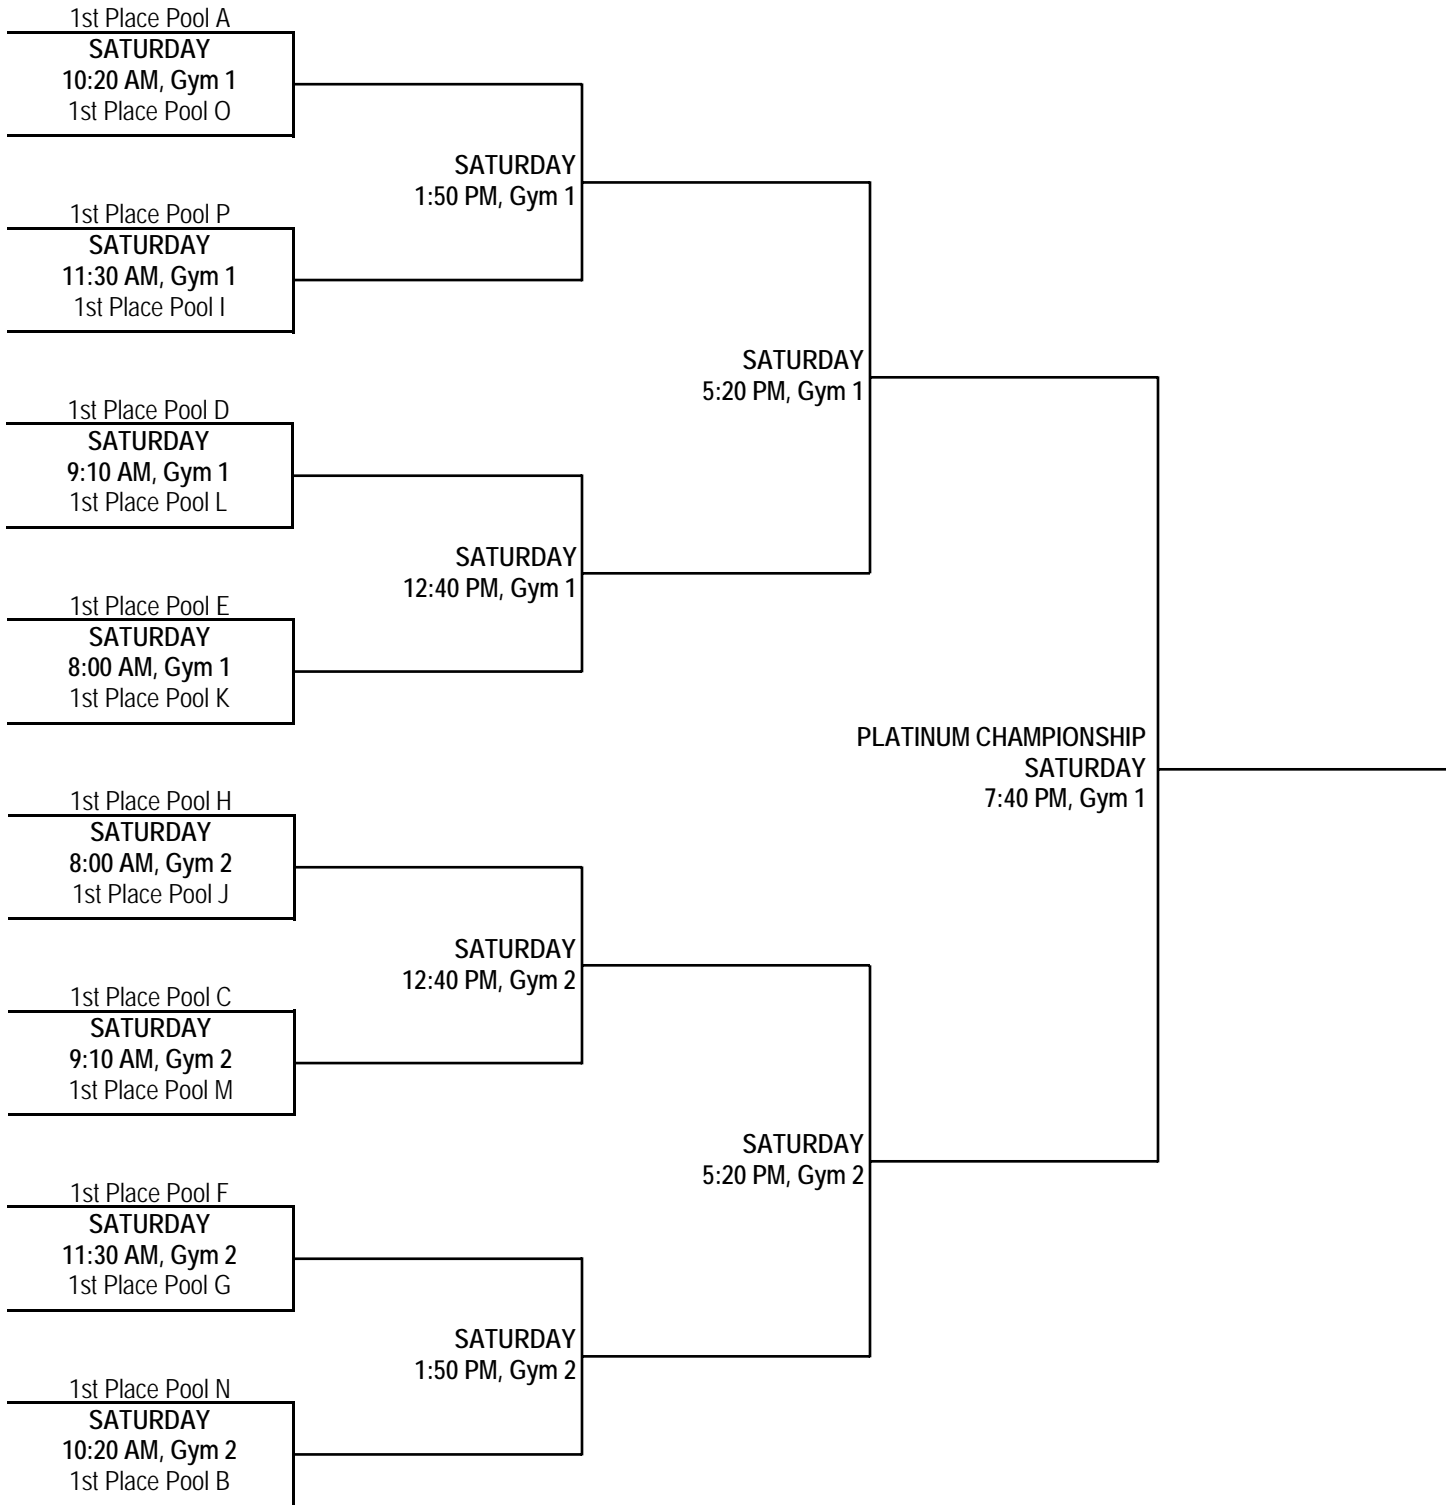 1st Place Pool A
SATURDAY
10:20 AM, Gym 1
1st Place Pool O
SATURDAY
1:50 PM, Gym 1
1st Place Pool P
SATURDAY
11:30 AM, Gym 1
1st Place Pool I
SATURDAY
5:20 PM, Gym 1
1st Place Pool D
SATURDAY
9:10 AM, Gym 1
1st Place Pool L
SATURDAY
12:40 PM, Gym 1
1st Place Pool E
SATURDAY
8:00 AM, Gym 1
1st Place Pool K
PLATINUM CHAMPIONSHIP
SATURDAY
7:40 PM, Gym 1
1st Place Pool H
SATURDAY
8:00 AM, Gym 2
1st Place Pool J
SATURDAY
12:40 PM, Gym 2
1st Place Pool C
SATURDAY
9:10 AM, Gym 2
1st Place Pool M
SATURDAY
5:20 PM, Gym 2
1st Place Pool F
SATURDAY
11:30 AM, Gym 2
1st Place Pool G
SATURDAY
1:50 PM, Gym 2
1st Place Pool N
SATURDAY
10:20 AM, Gym 2
1st Place Pool B